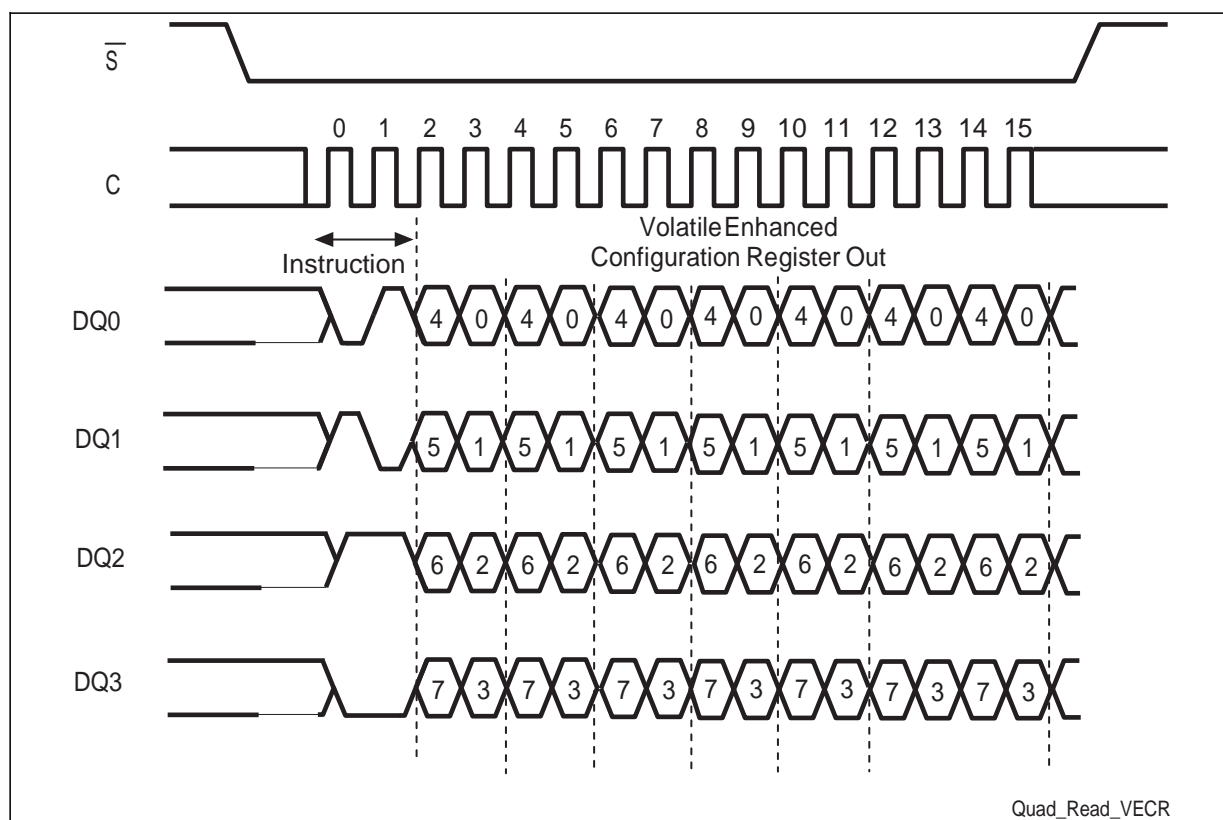 S
0 1 2 3 4 5 6 7 8 9 10 11 12 13 14 15
C
Volatile Enhanced
Configuration Register Out
Instruction
DQ0 4 0 4 0 4 0 4 0 4 0 4 0 4 0
DQ1 5 1 5 1 5 1 5 1 5 1 5 1 5 1
DQ2 6 2 6 2 6 2 6 2 6 2 6 2 6 2
DQ3 7 3 7 3 7 3 7 3 7 3 7 3 7 3
Quad_Read_VECR